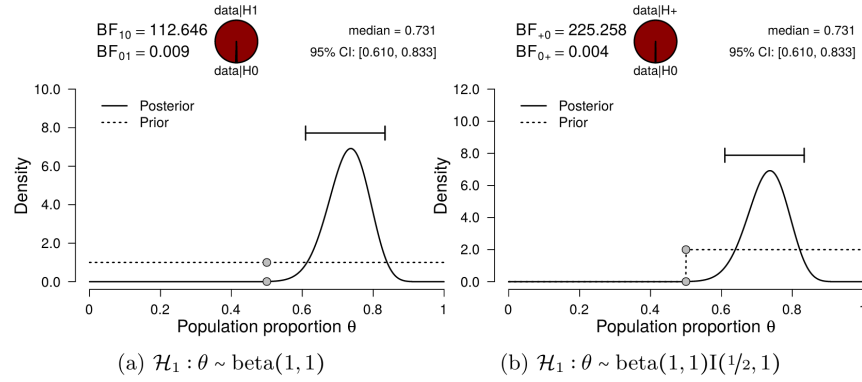 data|H1
BF10 = 112.646
BF01 = 0.009
median = 0.731
95% CI: [0.610, 0.833]
data|H0
10.0
8.0
6.0
4.0
2.0
0.0
Density
Posterior
Prior
0 0.2 0.4 0.6 0.8 1
Population proportion θ
(a) H1 : θ ~ beta(1, 1)
data|H+
BF+0 = 225.258
BF0+ = 0.004
median = 0.731
95% CI: [0.610, 0.833]
data|H0
12.0
10.0
8.0
6.0
4.0
2.0
0.0
Density
Posterior
Prior
0 0.2 0.4 0.6 0.8 1
Population proportion θ
(b) H1 : θ ~ beta(1, 1)I(1/2, 1)